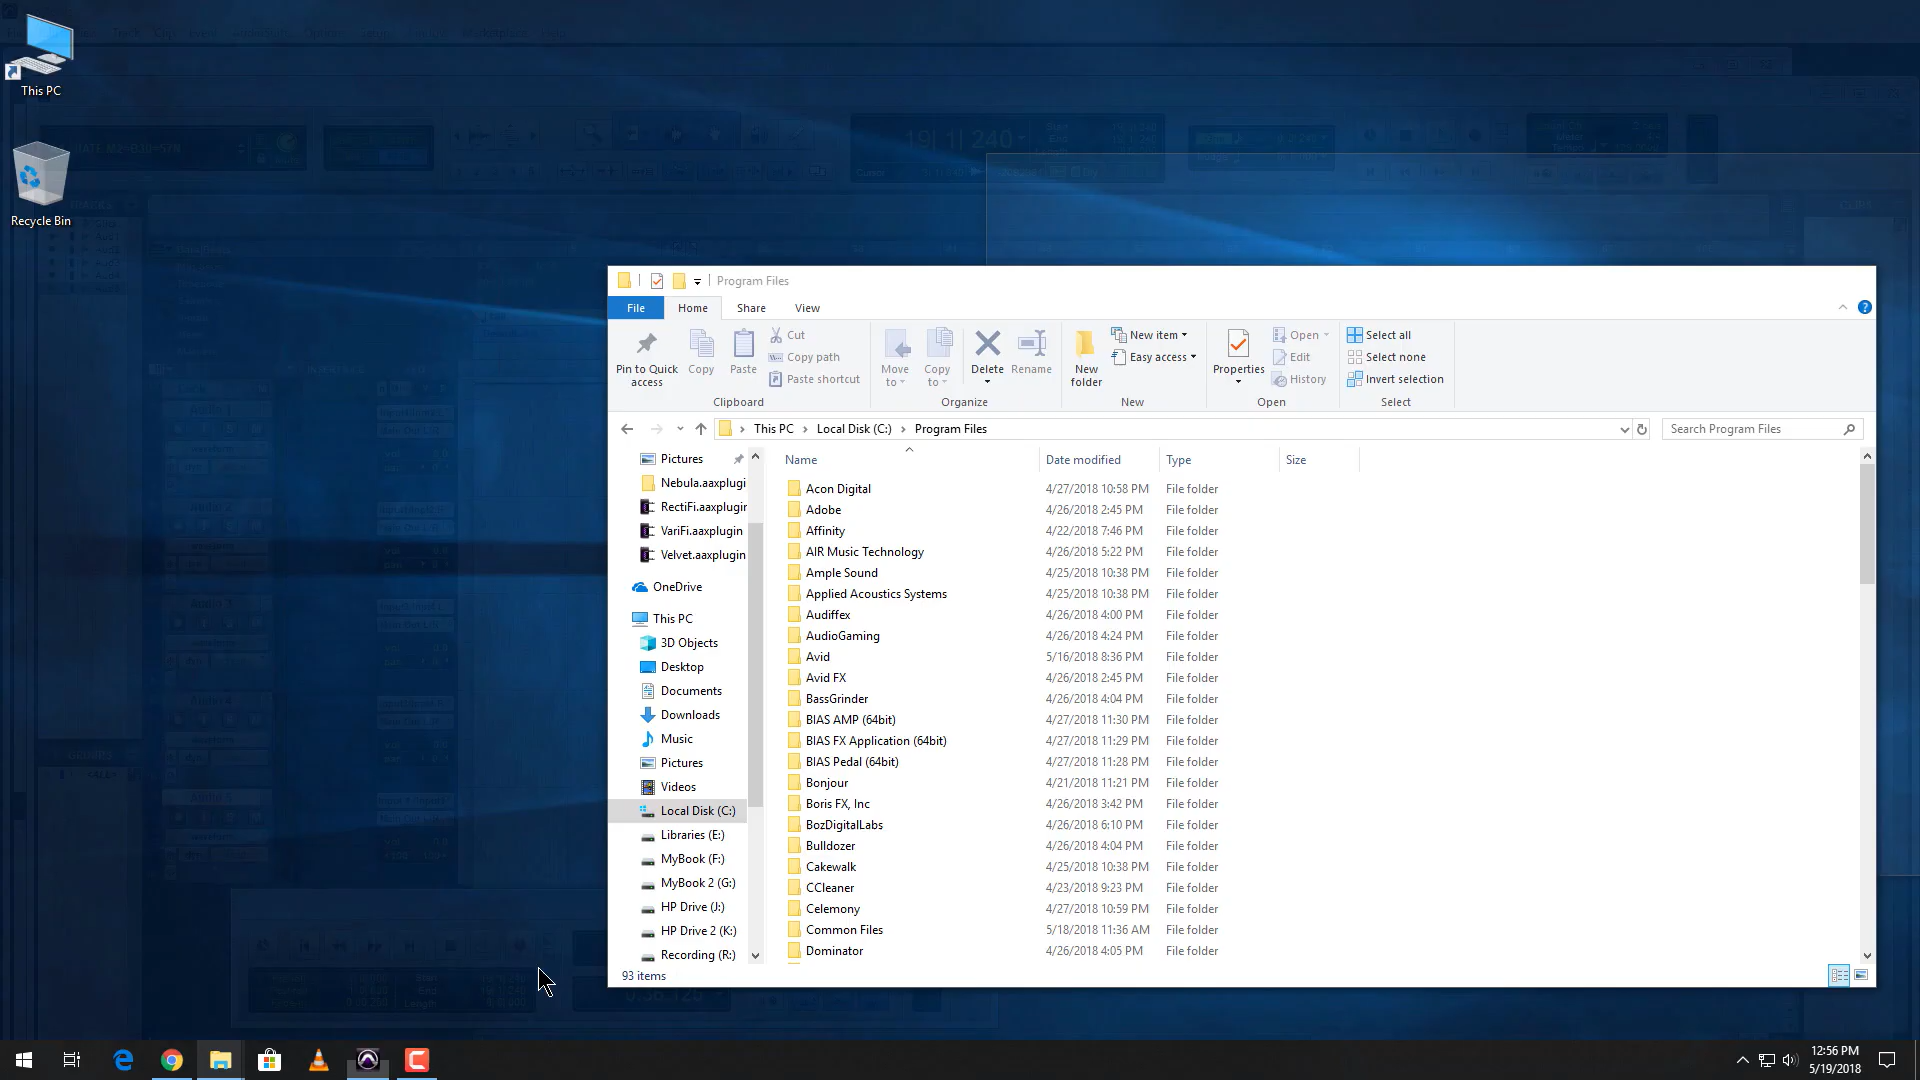 This PC
Recycle Bin
Program Files
File
Home
Share
View
Pin to Quick access
Copy
Paste
Cut
Copy path
Paste shortcut
Clipboard
Move to
Copy to
Delete
Rename
Organize
New folder
New item
Easy access
New
Properties
Open
Edit
History
Open
Select all
Select none
Invert selection
Select
This PC
Local Disk (C:)
Program Files
Search Program Files
Pictures
Nebula.aaxplugi
RectiFi.aaxplugin
VariFi.aaxplugin
Velvet.aaxplugin
OneDrive
This PC
3D Objects
Desktop
Documents
Downloads
Music
Pictures
Videos
Local Disk (C:)
Libraries (E:)
MyBook (F:)
MyBook 2 (G:)
HP Drive (J:)
HP Drive 2 (K:)
Recording (R:)
Name Date modified Type Size
Acon Digital 4/27/2018 10:58 PM File folder
Adobe 4/26/2018 2:45 PM File folder
Affinity 4/22/2018 7:46 PM File folder
AIR Music Technology 4/26/2018 5:22 PM File folder
Ample Sound 4/25/2018 10:38 PM File folder
Applied Acoustics Systems 4/25/2018 10:38 PM File folder
Audiffex 4/26/2018 4:00 PM File folder
AudioGaming 4/26/2018 4:24 PM File folder
Avid 5/16/2018 8:36 PM File folder
Avid FX 4/26/2018 2:45 PM File folder
BassGrinder 4/26/2018 4:04 PM File folder
BIAS AMP (64bit) 4/27/2018 11:30 PM File folder
BIAS FX Application (64bit) 4/27/2018 11:29 PM File folder
BIAS Pedal (64bit) 4/27/2018 11:28 PM File folder
Bonjour 4/21/2018 11:21 PM File folder
Boris FX, Inc 4/26/2018 3:42 PM File folder
BozDigitalLabs 4/26/2018 6:10 PM File folder
Bulldozer 4/26/2018 4:04 PM File folder
Cakewalk 4/25/2018 10:38 PM File folder
CCleaner 4/23/2018 9:23 PM File folder
Celemony 4/27/2018 10:59 PM File folder
Common Files 5/18/2018 11:36 AM File folder
Dominator 4/26/2018 4:05 PM File folder
93 items
12:56 PM
5/19/2018